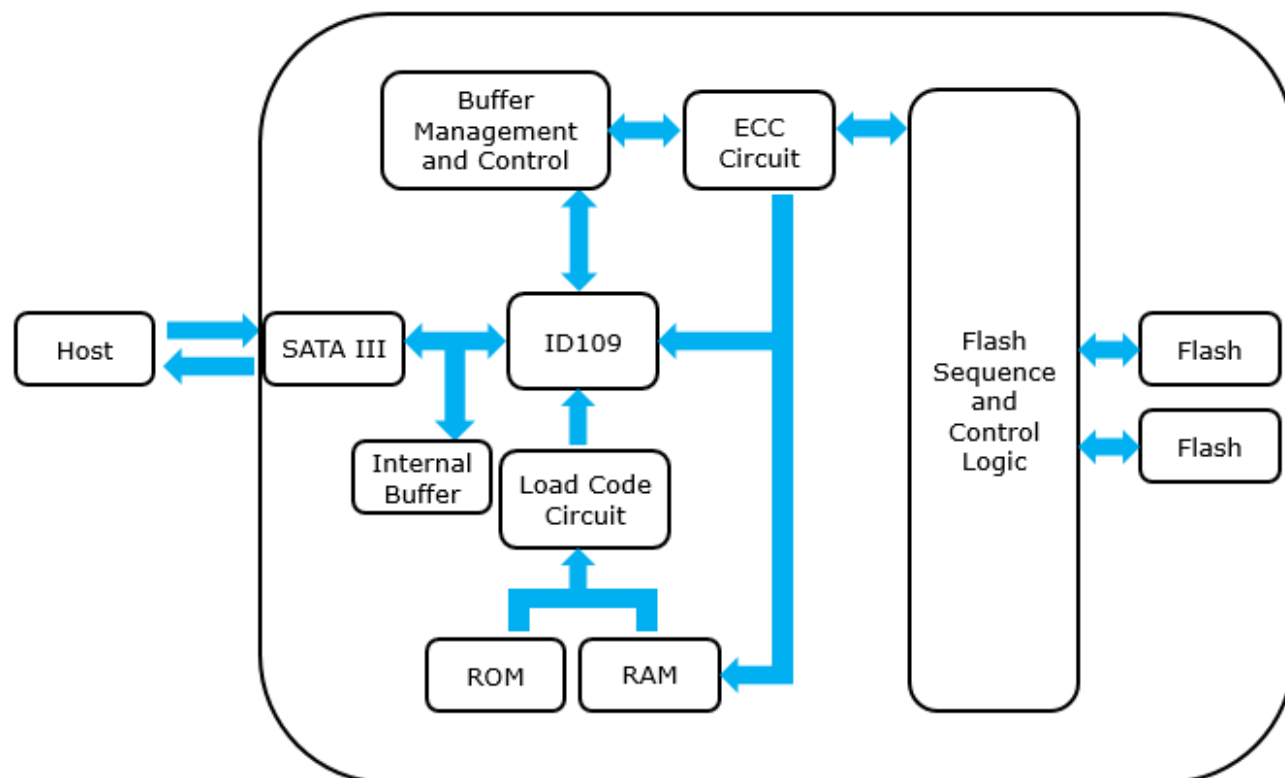 Buffer
Management
and Control
ECC
Circuit
Host
SATA III
ID109
Flash
Sequence
and
Control
Logic
Flash
Flash
Internal
Buffer
Load Code
Circuit
ROM
RAM